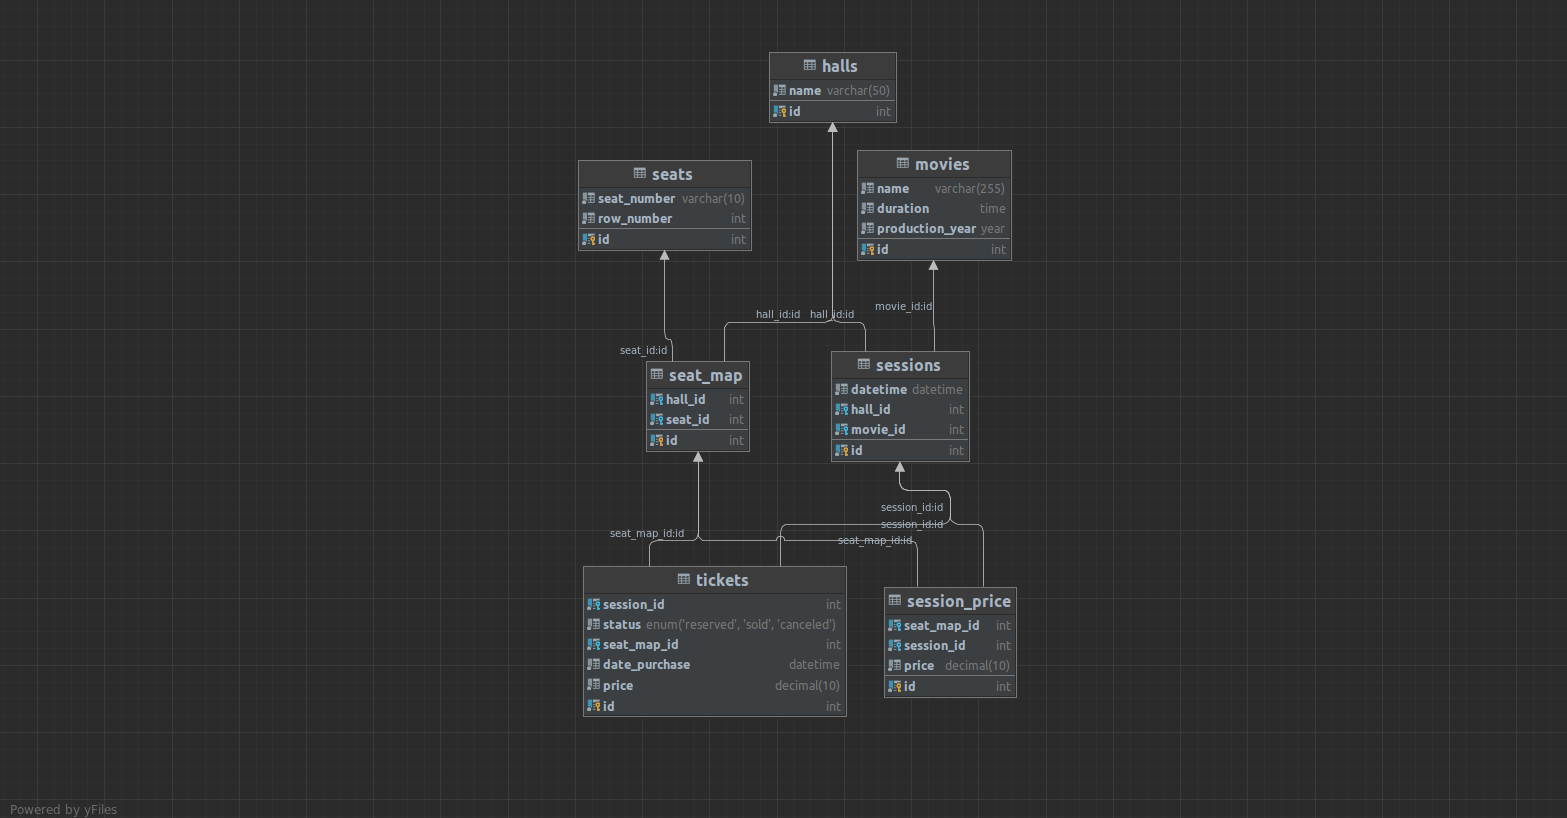 halls
name varchar(50)
id int
seats
seat_number varchar(10)
row_number int
id int
movies
name varchar(255)
duration time
production_year year
id int
movie_id:id
hall_id:id hall_id:id
seat_id:id
seat_map
hall_id int
seat_id int
id int
sessions
datetime datetime
hall_id int
movie_id int
id int
session_id:id
session_id:id
seat_map_id:id
seat_map_id:id
tickets
session_id int
status enum('reserved', 'sold', 'canceled')
seat_map_id int
date_purchase datetime
price decimal(10)
id int
session_price
seat_map_id int
session_id int
price decimal(10)
id int
Powered by yFiles